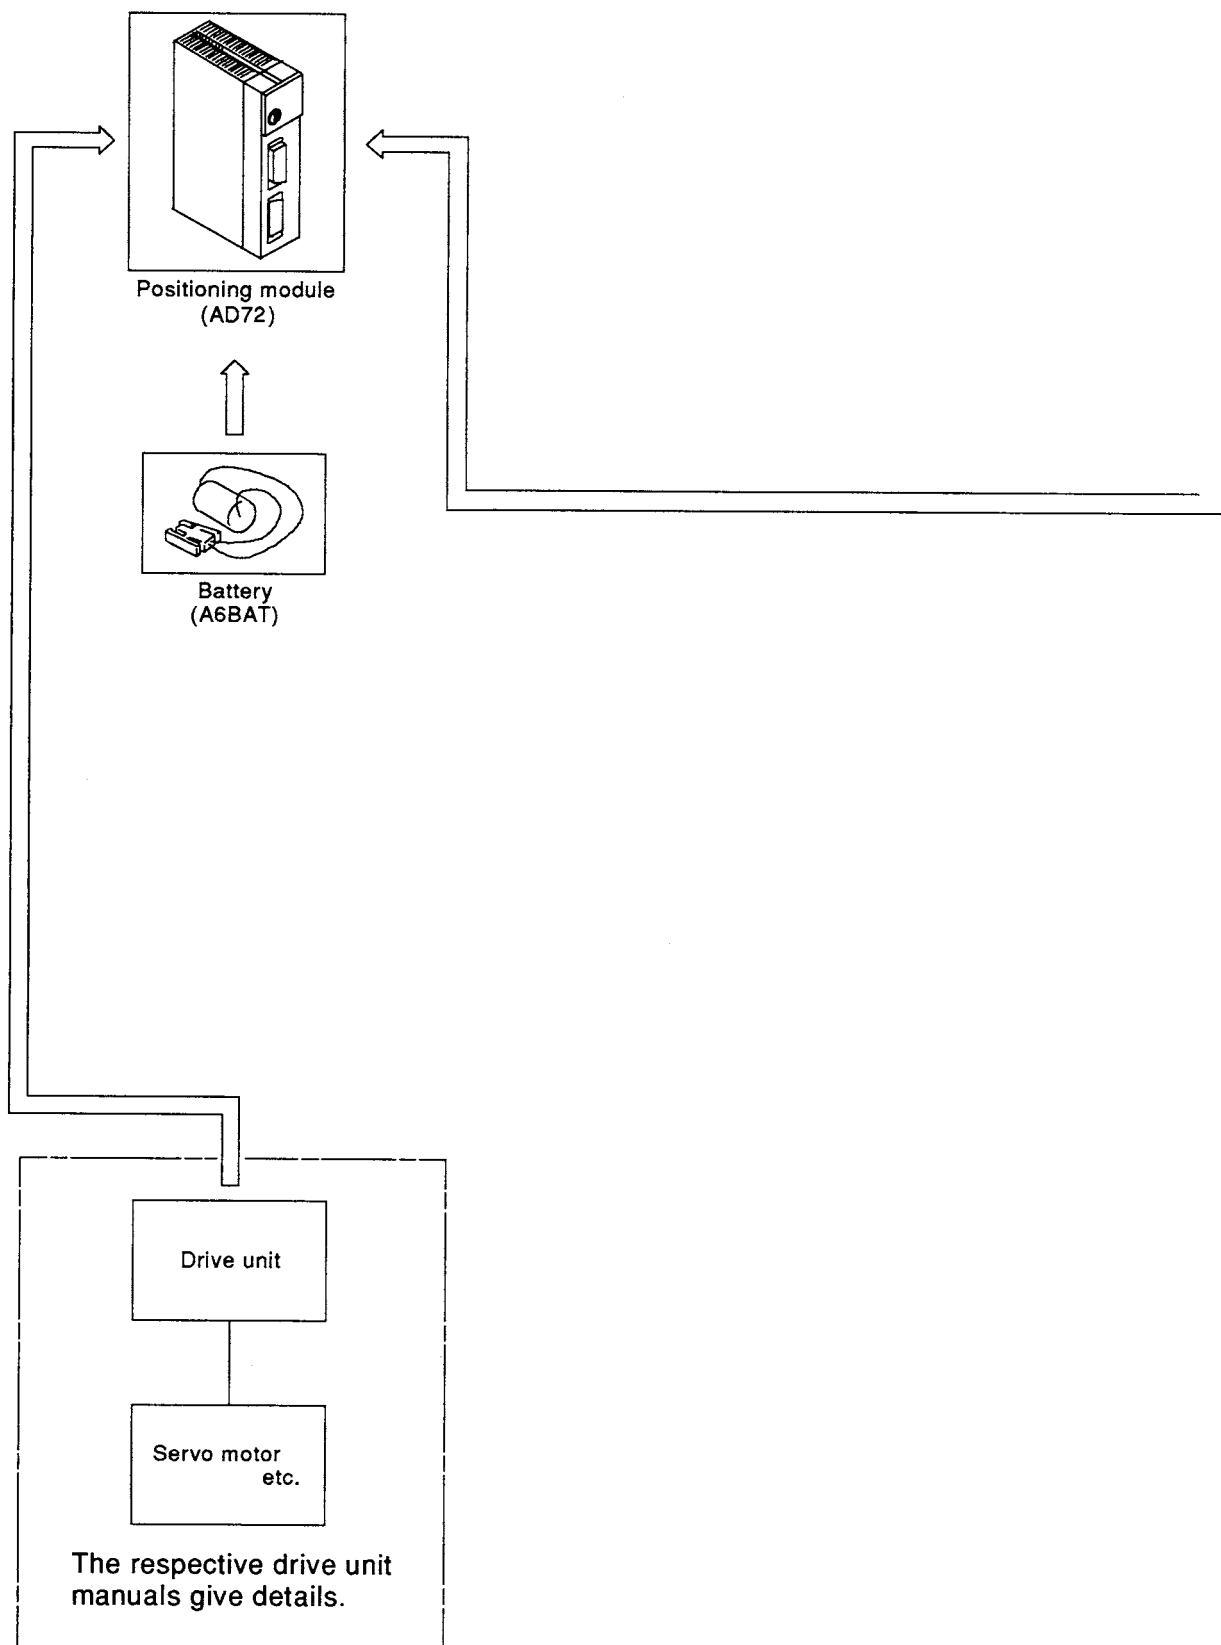 Positioning module
(AD72)
Battery
(A6BAT)
Drive unit
Servo motor
etc.
The respective drive unit
manuals give details.